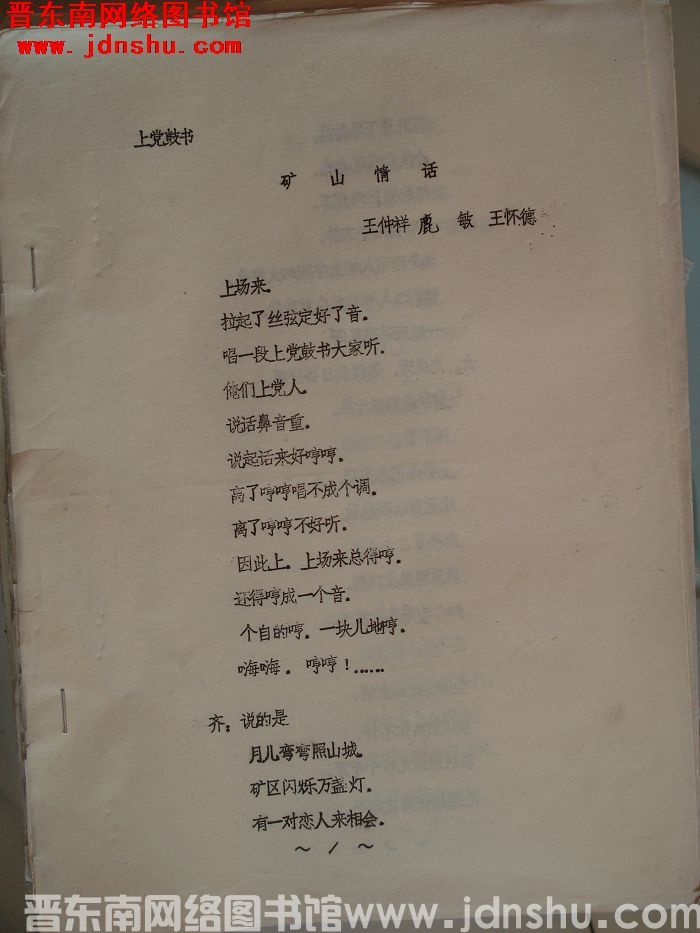 晋东南网络图书馆
www.jdnshu.com
上党鼓书
矿山情话
王仲祥 鹿敏 王怀德
上场来。
拉起了丝弦定好了音。
唱一段上党鼓书大家听.
俺们上党人.
说话鼻音重。
说起话来好哼哼。
离了哼哼唱不成个调。
离了哼哼不好听.
因此上。上场来总得哼.
还得哼成一个音.
个自的哼. 一块儿地哼.
嗨嗨。哼哼!......
齐:说的是
月儿弯弯照山城.
矿区闪烁万盏灯.
有一对恋人来相会.
~1~
晋东南网络图书馆 www.jdnshu.com